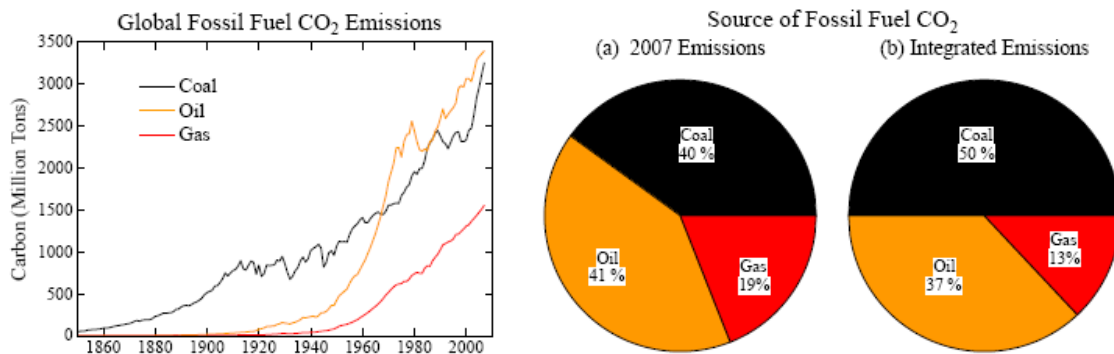 Global Fossil Fuel CO₂ Emissions
3500
3000
2500
2000
1500
1000
500
0
Carbon (Million Tons)
Coal
Oil
Gas
1860
1880
1900
1920
1940
1960
1980
2000
Source of Fossil Fuel CO₂
(a) 2007 Emissions
Coal
40 %
Oil
41 %
Gas
19%
(b) Integrated Emissions
Coal
50 %
Oil
37 %
Gas
13%